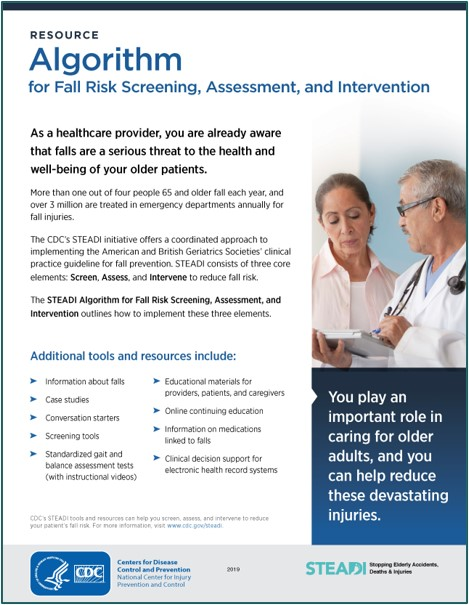 RESOURCE
Algorithm
for Fall Risk Screening, Assessment, and Intervention
As a healthcare provider, you are already aware
that falls are a serious threat to the health and
well-being of your older patients.
More than one out of four people 65 and older fall each year, and
over 3 million are treated in emergency departments annually for
fall injuries.
The CDC's STEADI initiative offers a coordinated approach to
implementing the American and British Geriatrics Societies' clinical
practice guideline for fall prevention. STEADI consists of three core
elements: Screen, Assess, and Intervene to reduce fall risk.
The STEADI Algorithm for Fall Risk Screening, Assessment, and
Intervention outlines how to implement these three elements.
Additional tools and resources include:
➤ Information about falls
➤ Case studies
➤ Conversation starters
➤ Screening tools
➤ Standardized gait and
balance assessment tests
(with instructional videos)
➤ Educational materials for
providers, patients, and caregivers
➤ Online continuing education
➤ Information on medications
linked to falls
➤ Clinical decision support for
electronic health record systems
You play an
important role in
caring for older
adults, and you
can help reduce
these devastating
injuries.
CDC's STEADI tools and resources can help you screen, assess, and intervene to reduce
your patient's fall risk. For more information, visit www.cdc.gov/steadi.
CDC
Centers for Disease
Control and Prevention
National Center for Injury
Prevention and Control
2019
STEADI Stopping Elderly Accidents,
Deaths & Injuries